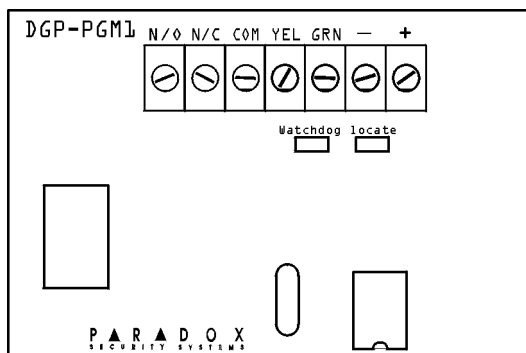 DGP-PGM1 N/O N/C COM YEL GRN — +
Watchdog locate
PARADOX
SECURITY SYSTEMS